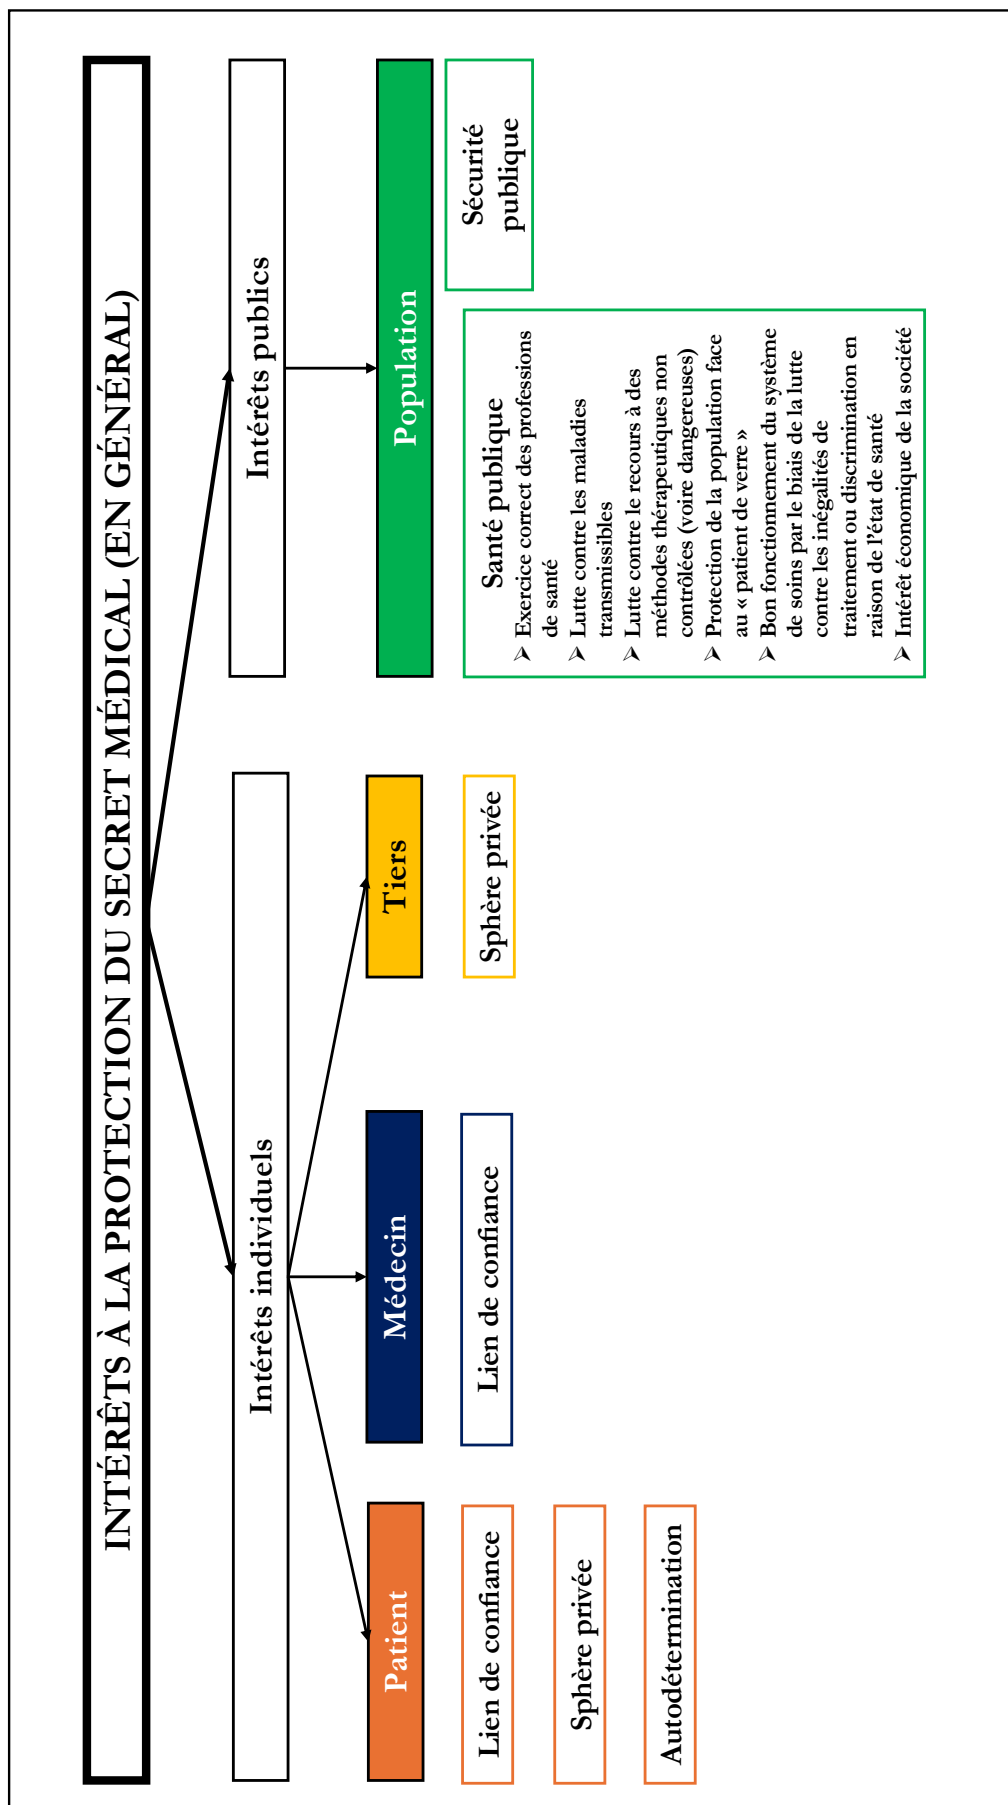 INTÉRÊTS À LA PROTECTION DU SECRET MÉDICAL (EN GÉNÉRAL)
Intérêts individuels
Intérêts publics
Patient
Médecin
Tiers
Population
Lien de confiance
Sphère privée
Autodétermination
Lien de confiance
Sphère privée
Santé publique
➢ Exercice correct des professions
de santé
➢ Lutte contre les maladies
transmissibles
➢ Lutte contre le recours à des
méthodes thérapeutiques non
contrôlées (voire dangereuses)
➢ Protection de la population face
au « patient de verre »
➢ Bon fonctionnement du système
de soins par le biais de la lutte
contre les inégalités de
traitement ou discrimination en
raison de l’état de santé
➢ Intérêt économique de la société
Sécurité
publique